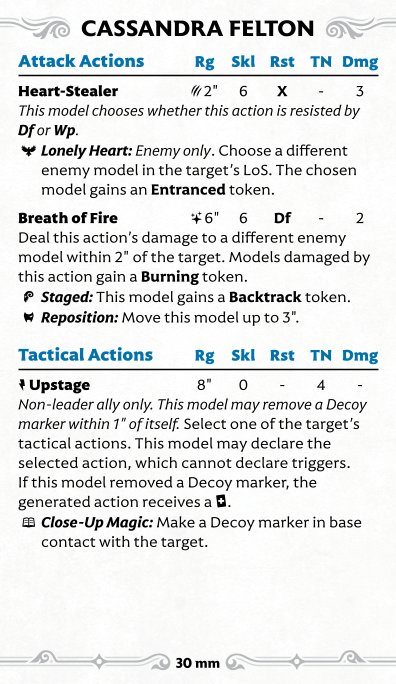 CASSANDRA FELTON
Attack Actions Rg Skl Rst TN Dmg
Heart-Stealer 2" 6 X - 3
This model chooses whether this action is resisted by
Df or Wp.
Lonely Heart: Enemy only. Choose a different
enemy model in the target's LoS. The chosen
model gains an Entranced token.
Breath of Fire 6" 6 Df - 2
Deal this action's damage to a different enemy
model within 2" of the target. Models damaged by
this action gain a Burning token.
Staged: This model gains a Backtrack token.
Reposition: Move this model up to 3".
Tactical Actions Rg Skl Rst TN Dmg
Upstage 8" 0 - 4 -
Non-leader ally only. This model may remove a Decoy
marker within 1" of itself. Select one of the target's
tactical actions. This model may declare the
selected action, which cannot declare triggers.
If this model removed a Decoy marker, the
generated action receives a .
Close-Up Magic: Make a Decoy marker in base
contact with the target.
30 mm